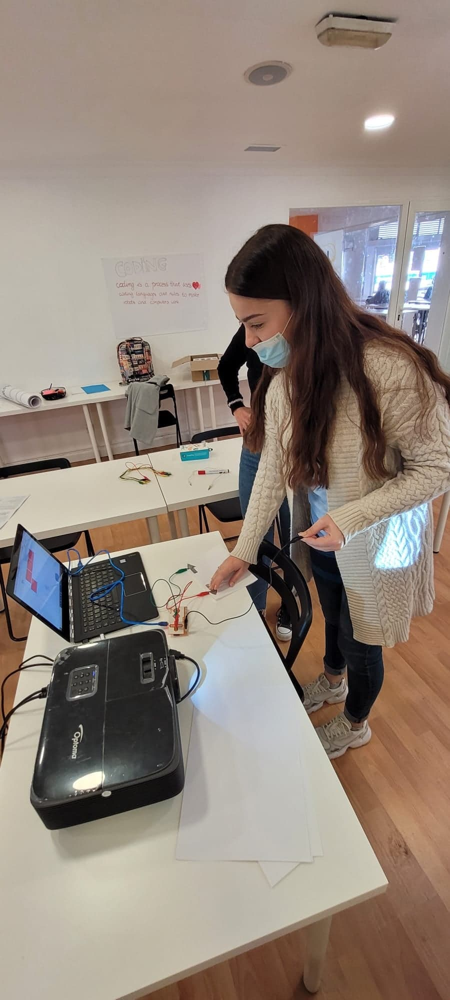 CODING
coding is a process that uses
coding languages and rules to make
robots and computers work
Optoma